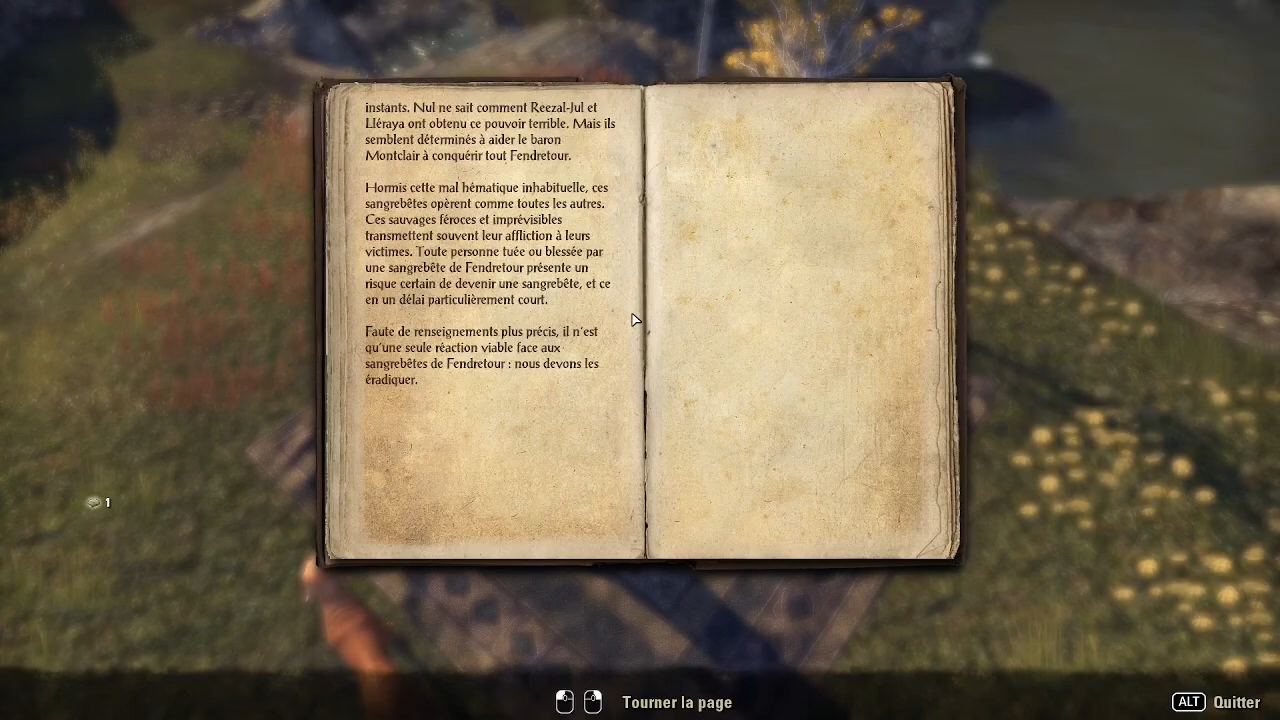 instants. Nul ne sait comment Reezal-Jul et
Lléraya ont obtenu ce pouvoir terrible. Mais ils
semblent déterminés à aider le baron
Montclair à conquérir tout Fendretour.
Hormis cette mal hématique inhabituelle, ces
sangrebêtes opèrent comme toutes les autres.
Ces sauvages féroces et imprévisibles
transmettent souvent leur affliction à leurs
victimes. Toute personne tuée ou blessée par
une sangrebête de Fendretour présente un
risque certain de devenir une sangrebête, et ce
en un délai particulièrement court.
Faute de renseignements plus précis, il n'est
qu'une seule réaction viable face aux
sangrebêtes de Fendretour : nous devons les
éradiquer.
1
Tourner la page
ALT Quitter